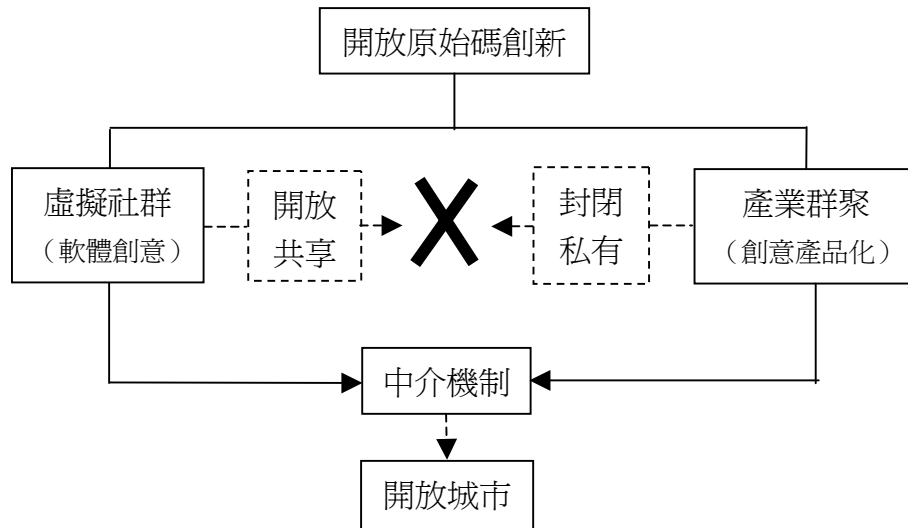 開放原始碼創新
虛擬社群
（軟體創意）
開放
共享
封閉
私有
產業群聚
（創意產品化）
中介機制
開放城市